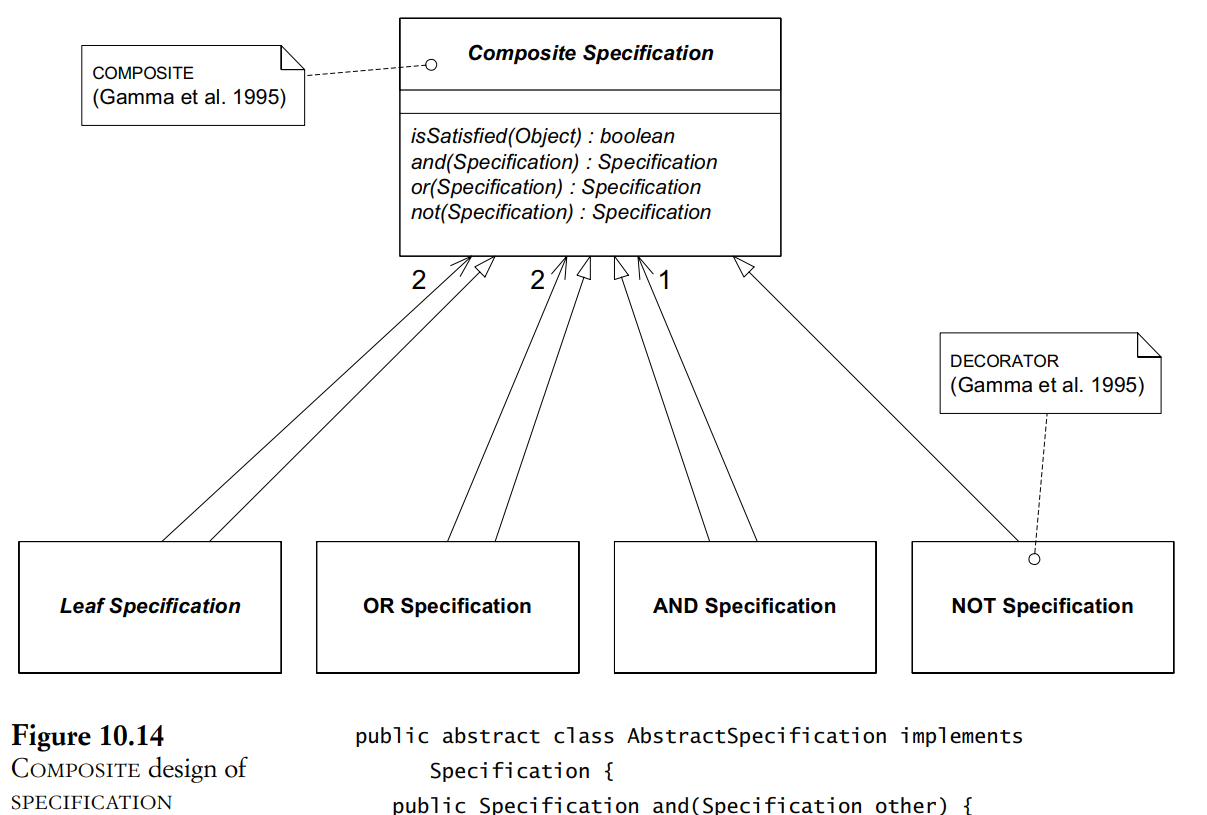 Composite Specification
COMPOSITE
(Gamma et al. 1995)
isSatisfied(Object) : boolean
and(Specification) : Specification
or(Specification) : Specification
not(Specification) : Specification
2
2
1
DECORATOR
(Gamma et al. 1995)
Leaf Specification
OR Specification
AND Specification
NOT Specification
Figure 10.14
COMPOSITE design of
SPECIFICATION
public abstract class AbstractSpecification implements
Specification {
public Specification and(Specification other) {